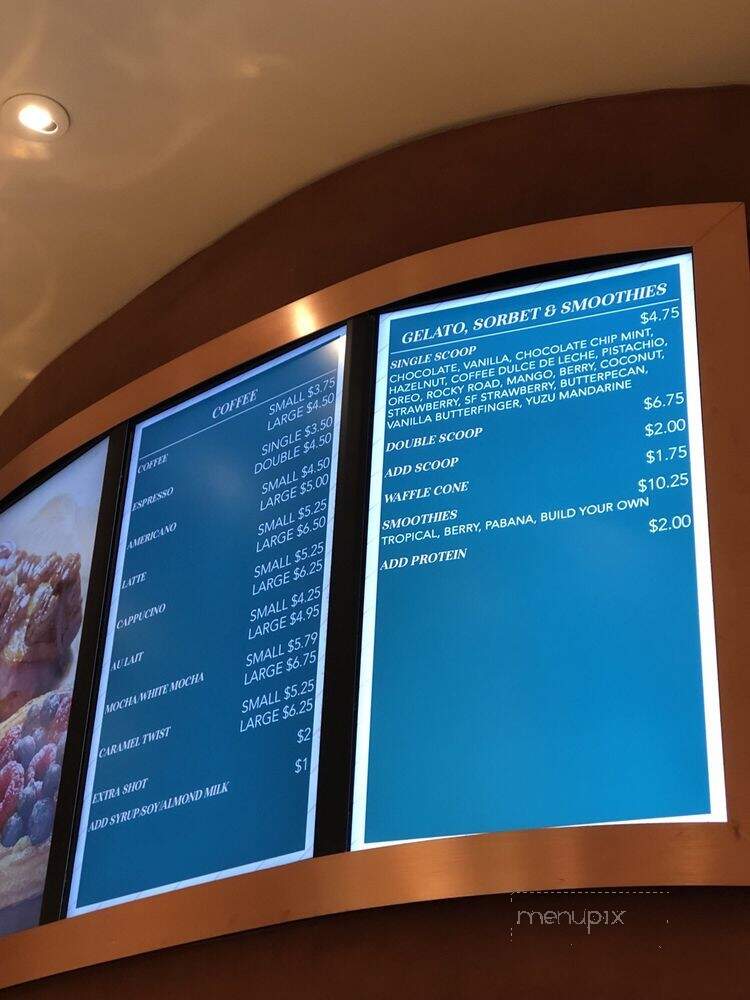 COFFEE
COFFEE
SMALL $3.75
LARGE $4.50
ESPRESSO
SINGLE $3.50
DOUBLE $4.50
AMERICANO
SMALL $4.50
LARGE $5.00
LATTE
SMALL $5.25
LARGE $6.50
CAPPUCINO
SMALL $5.25
LARGE $6.25
AU LAIT
SMALL $4.25
LARGE $4.95
MOCHA/WHITE MOCHA
SMALL $5.79
LARGE $6.75
CARAMEL TWIST
SMALL $5.25
LARGE $6.25
EXTRA SHOT $2
ADD SYRUP/SOY/ALMOND MILK $1
GELATO, SORBET & SMOOTHIES
SINGLE SCOOP $4.75
CHOCOLATE, VANILLA, CHOCOLATE CHIP MINT,
HAZELNUT, COFFEE DULCE DE LECHE, PISTACHIO,
OREO, ROCKY ROAD, MANGO, BERRY, COCONUT,
STRAWBERRY, SF STRAWBERRY, BUTTERPECAN,
VANILLA BUTTERFINGER, YUZU MANDARINE
DOUBLE SCOOP $6.75
ADD SCOOP $2.00
WAFFLE CONE $1.75
SMOOTHIES $10.25
TROPICAL, BERRY, PABANA, BUILD YOUR OWN
ADD PROTEIN $2.00
menupix